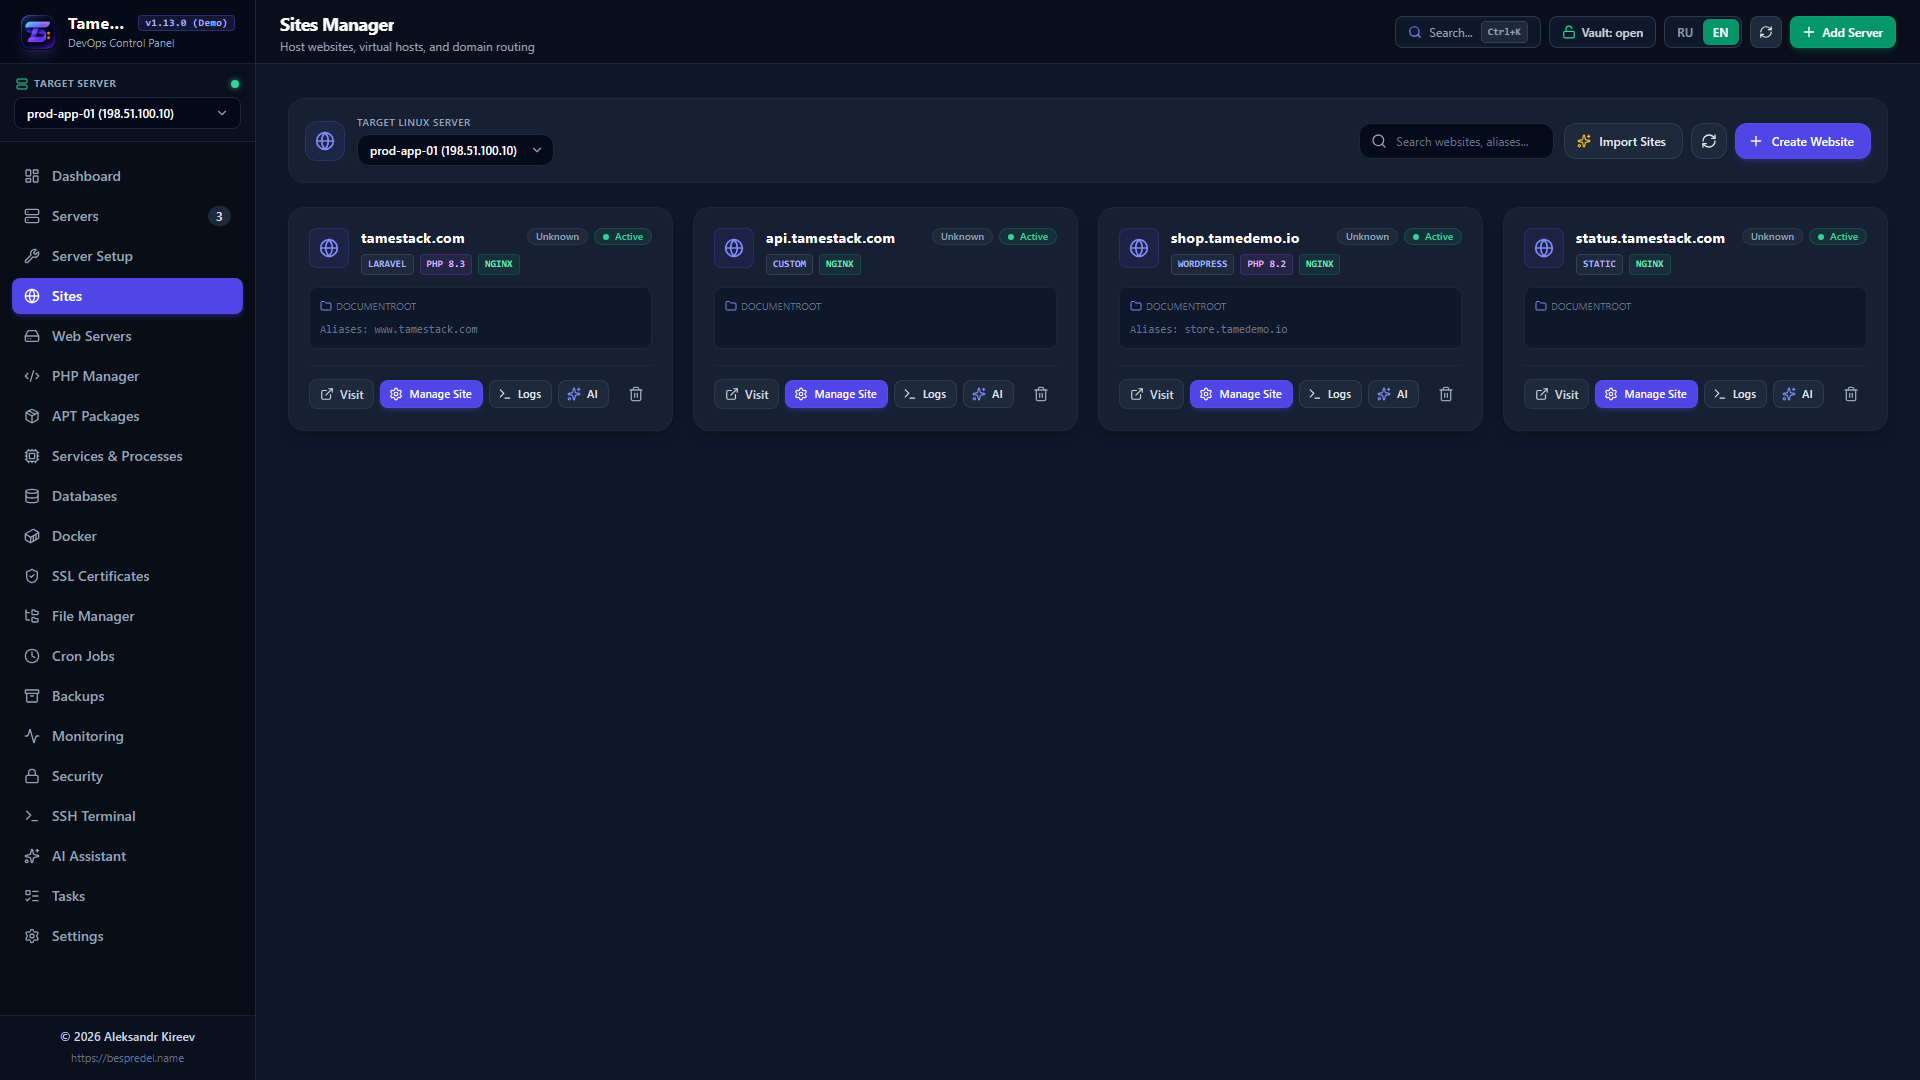 Tame...
v1.13.0 (Demo)
DevOps Control Panel
TARGET SERVER
prod-app-01 (198.51.100.10)
Dashboard
Servers
3
Server Setup
Sites
Web Servers
PHP Manager
APT Packages
Services & Processes
Databases
Docker
SSL Certificates
File Manager
Cron Jobs
Backups
Monitoring
Security
SSH Terminal
AI Assistant
Tasks
Settings
© 2026 Aleksandr Kireev
https://bespredel.name
Sites Manager
Host websites, virtual hosts, and domain routing
Search...
Ctrl+K
Vault: open
RU
EN
Add Server
TARGET LINUX SERVER
prod-app-01 (198.51.100.10)
Search websites, aliases...
Import Sites
Create Website
tamestack.com
Unknown
Active
LARAVEL
PHP 8.3
NGINX
DOCUMENTROOT
Aliases: www.tamestack.com
Visit
Manage Site
Logs
AI
api.tamestack.com
Unknown
Active
CUSTOM
NGINX
DOCUMENTROOT
Visit
Manage Site
Logs
AI
shop.tamedemo.io
Unknown
Active
WORDPRESS
PHP 8.2
NGINX
DOCUMENTROOT
Aliases: store.tamedemo.io
Visit
Manage Site
Logs
AI
status.tamestack.com
Unknown
Active
STATIC
NGINX
DOCUMENTROOT
Visit
Manage Site
Logs
AI